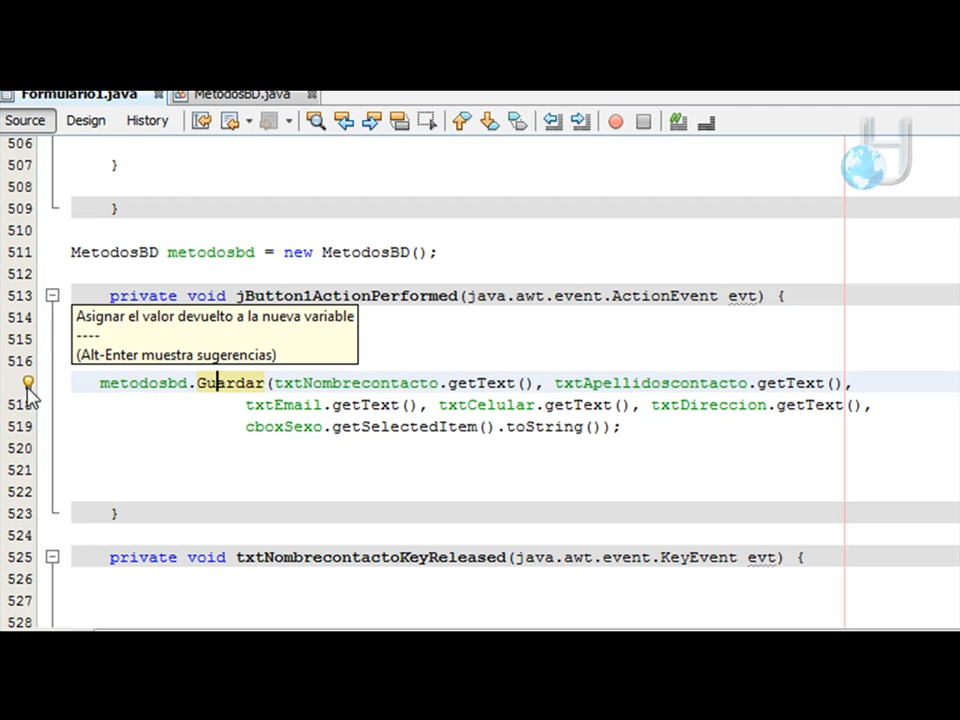 Formulario1.java MetodosBD.java
Source Design History
506
507 }
508
509 }
510
511 MetodosBD metodosbd = new MetodosBD();
512
513 private void jButton1ActionPerformed(java.awt.event.ActionEvent evt) {
514 Asignar el valor devuelto a la nueva variable
515 ----
516 (Alt-Enter muestra sugerencias)
metodosbd.Guardar(txtNombrecontacto.getText(), txtApellidoscontacto.getText(),
txtEmail.getText(), txtCelular.getText(), txtDireccion.getText(),
519 cboxSexo.getSelectedItem().toString());
520
521
522
523 }
524
525 private void txtNombrecontactoKeyReleased(java.awt.event.KeyEvent evt) {
526
527
528